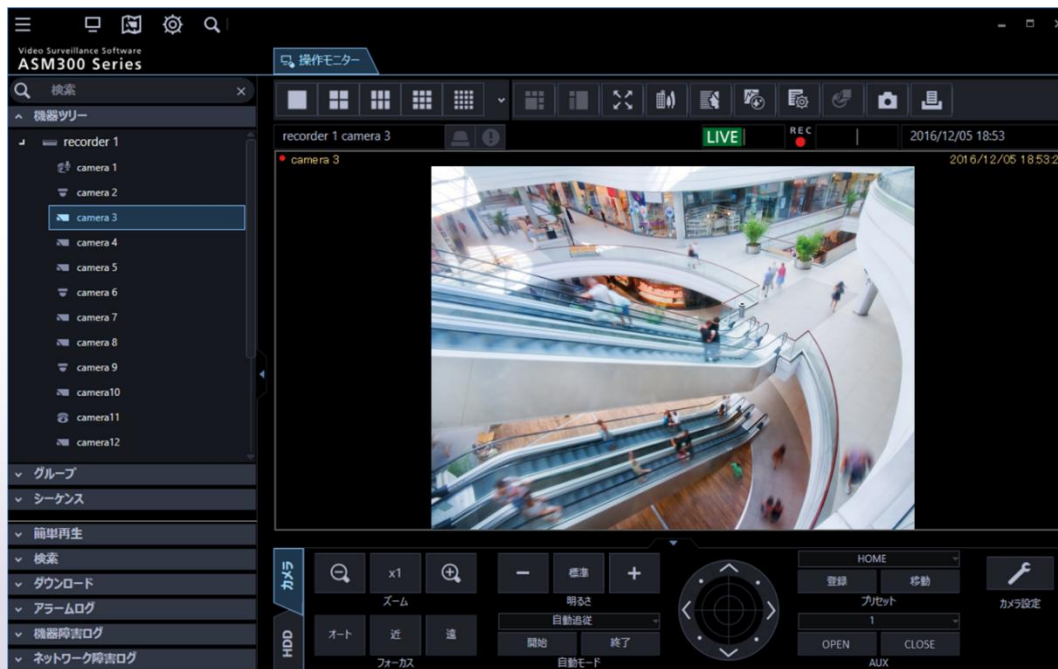 Video Surveillance Software
ASM300 Series
操作モニター
検索
機器ツリー
recorder 1
camera 1
camera 2
camera 3
camera 4
camera 5
camera 6
camera 7
camera 8
camera 9
camera10
camera11
camera12
グループ
シーケンス
簡単再生
検索
ダウンロード
アラームログ
機器障害ログ
ネットワーク障害ログ
recorder 1 camera 3
LIVE
REC
2016/12/05 18:53
camera 3
2016/12/05 18:53:2
カメラ
HDD
x1
ズーム
オート
近
遠
フォーカス
標準
明るさ
自動追従
開始
終了
自動モード
HOME
登録
移動
プリセット
1
OPEN
CLOSE
AUX
カメラ設定